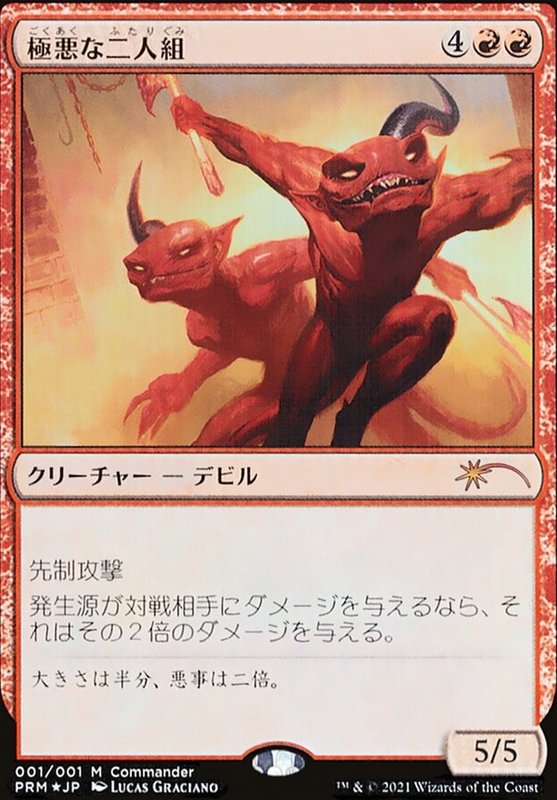 ごくあく ふたりぐみ
極悪な二人組 4
クリーチャー — デビル
先制攻撃
発生源が対戦相手にダメージを与えるなら、そ
れはその２倍のダメージを与える。
大きさは半分、悪事は二倍。
5/5
001/001 M Commander
PRM★JP LUCAS GRACIANO
™ & © 2021 Wizards of the Coast